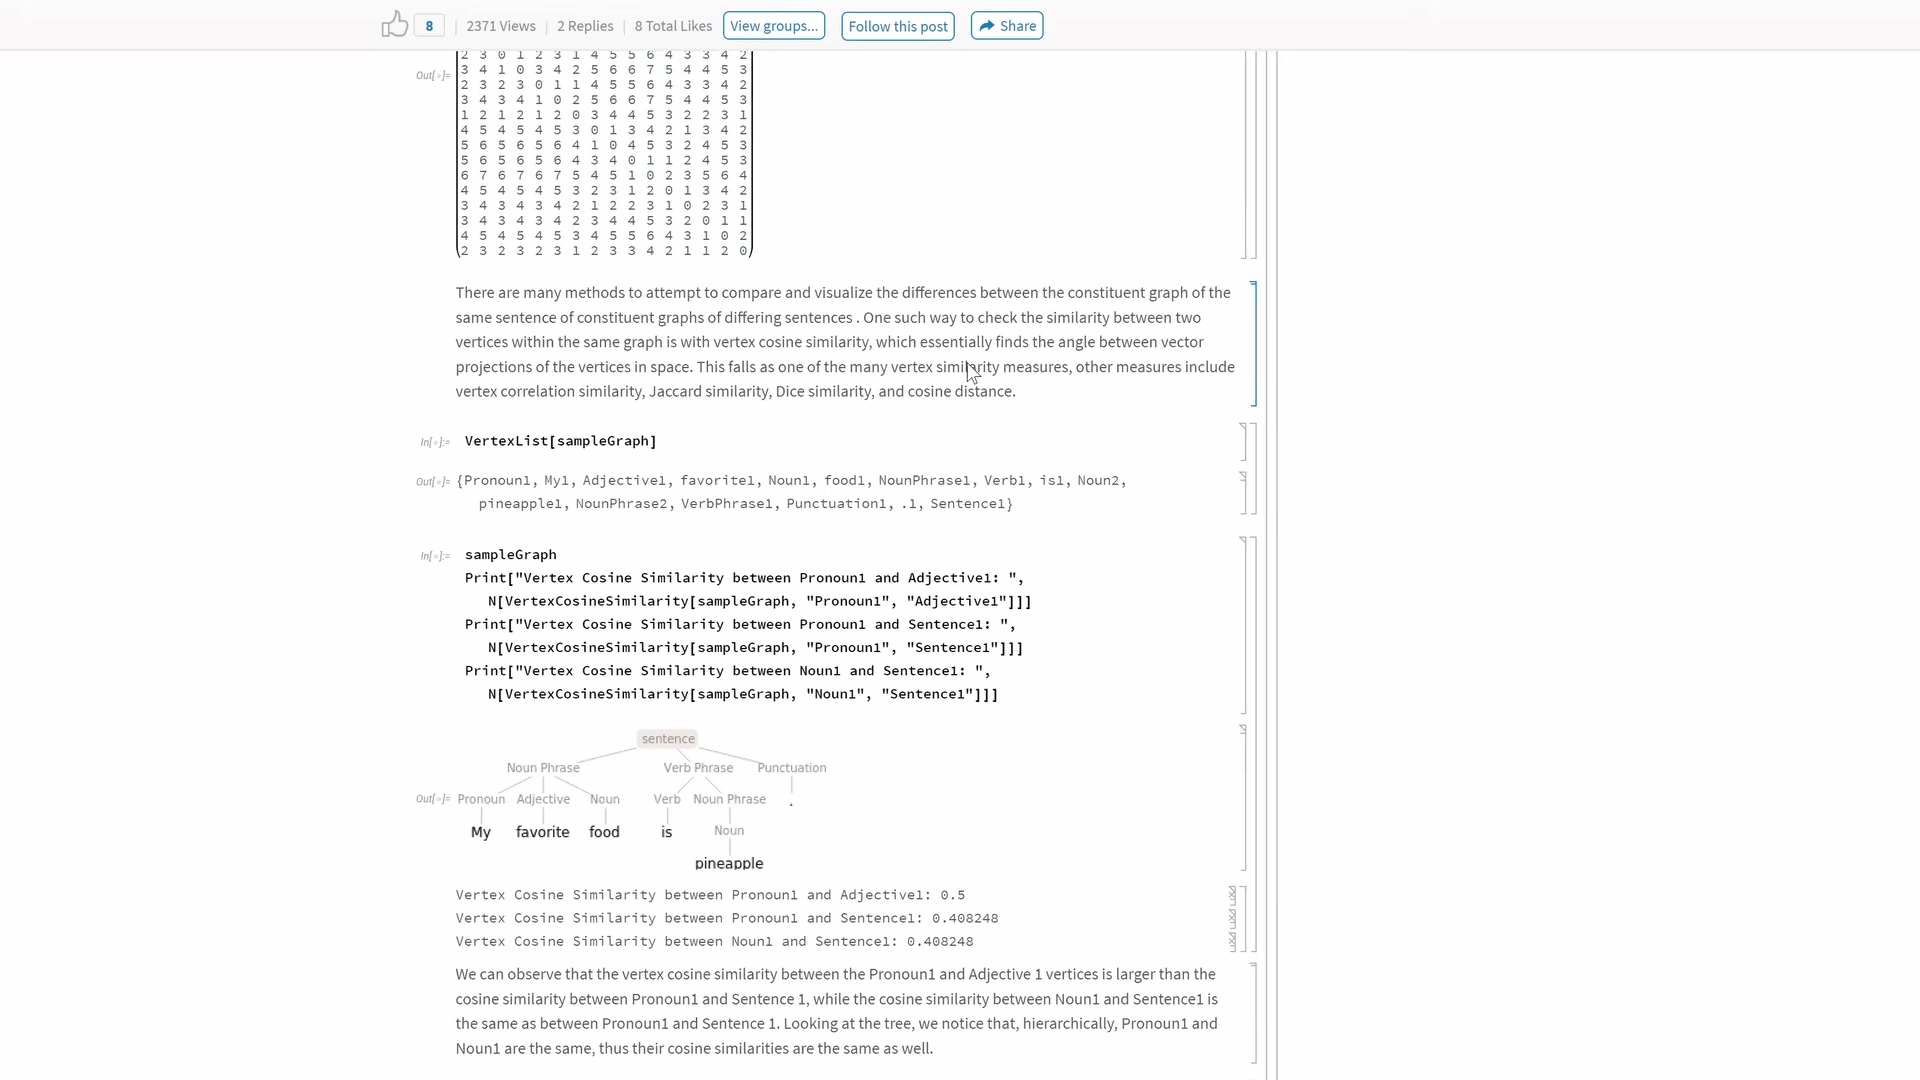 8 | 2371 Views | 2 Replies | 8 Total Likes View groups... Follow this post Share
2 3 0 1 2 3 1 4 5 5 6 4 3 3 4 2
Out[∘]= 3 4 1 0 3 4 2 5 6 6 7 5 4 4 5 3
2 3 2 3 0 1 1 4 5 5 6 4 3 3 4 2
3 4 3 4 1 0 2 5 6 6 7 5 4 4 5 3
1 2 1 2 1 2 0 3 4 4 5 3 2 2 3 1
4 5 4 5 4 5 3 0 1 3 4 2 1 3 4 2
5 6 5 6 5 6 4 1 0 4 5 3 2 4 5 3
5 6 5 6 5 6 4 3 4 0 1 1 2 4 5 3
6 7 6 7 6 7 5 4 5 1 0 2 3 5 6 4
4 5 4 5 4 5 3 2 3 1 2 0 1 3 4 2
3 4 3 4 3 4 2 1 2 2 3 1 0 2 3 1
3 4 3 4 3 4 2 3 4 4 5 3 2 0 1 1
4 5 4 5 4 5 3 4 5 5 6 4 3 1 0 2
2 3 2 3 2 3 1 2 3 3 4 2 1 1 2 0
There are many methods to attempt to compare and visualize the differences between the constituent graph of the
same sentence of constituent graphs of differing sentences . One such way to check the similarity between two
vertices within the same graph is with vertex cosine similarity, which essentially finds the angle between vector
projections of the vertices in space. This falls as one of the many vertex similarity measures, other measures include
vertex correlation similarity, Jaccard similarity, Dice similarity, and cosine distance.
In[∘]:= VertexList[sampleGraph]
Out[∘]= {Pronoun1, My1, Adjective1, favorite1, Noun1, food1, NounPhrase1, Verb1, is1, Noun2,
pineapple1, NounPhrase2, VerbPhrase1, Punctuation1, .1, Sentence1}
In[∘]:= sampleGraph
Print["Vertex Cosine Similarity between Pronoun1 and Adjective1: ",
N[VertexCosineSimilarity[sampleGraph, "Pronoun1", "Adjective1"]]]
Print["Vertex Cosine Similarity between Pronoun1 and Sentence1: ",
N[VertexCosineSimilarity[sampleGraph, "Pronoun1", "Sentence1"]]]
Print["Vertex Cosine Similarity between Noun1 and Sentence1: ",
N[VertexCosineSimilarity[sampleGraph, "Noun1", "Sentence1"]]]
sentence
Noun Phrase Verb Phrase Punctuation
Out[∘]= Pronoun Adjective Noun Verb Noun Phrase .
My favorite food is Noun
pineapple
Vertex Cosine Similarity between Pronoun1 and Adjective1: 0.5
Vertex Cosine Similarity between Pronoun1 and Sentence1: 0.408248
Vertex Cosine Similarity between Noun1 and Sentence1: 0.408248
We can observe that the vertex cosine similarity between the Pronoun1 and Adjective 1 vertices is larger than the
cosine similarity between Pronoun1 and Sentence 1, while the cosine similarity between Noun1 and Sentence1 is
the same as between Pronoun1 and Sentence 1. Looking at the tree, we notice that, hierarchically, Pronoun1 and
Noun1 are the same, thus their cosine similarities are the same as well.